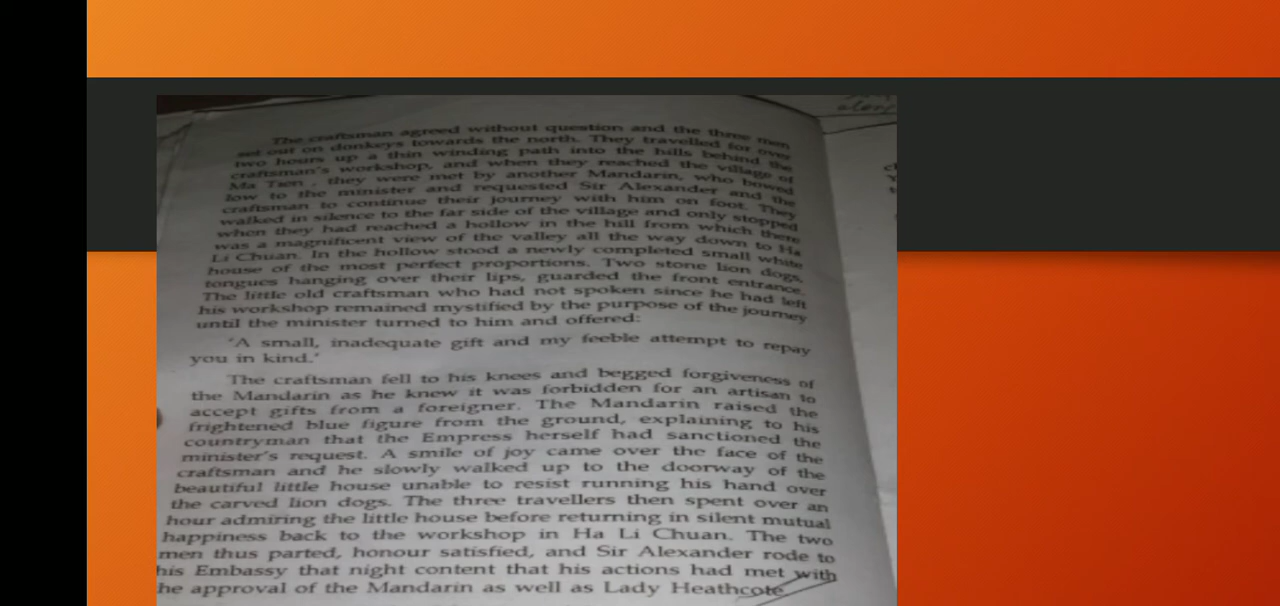 alone
The craftsman agreed without question and the three men
set out on donkeys towards the north. They travelled for over
two hours up a thin winding path into the hills behind the
craftsman's workshop, and when they reached the village of
Ma Tien , they were met by another Mandarin, who bowed
low to the minister and requested Sir Alexander and the
craftsman to continue their journey with him on foot. They
walked in silence to the far side of the village and only stopped
when they had reached a hollow in the hill from which there
was a magnificent view of the valley all the way down to Ha
Li Chuan. In the hollow stood a newly completed small white
house of the most perfect proportions. Two stone lion dogs,
tongues hanging over their lips, guarded the front entrance.
The little old craftsman who had not spoken since he had left
his workshop remained mystified by the purpose of the journey
until the minister turned to him and offered:
'A small, inadequate gift and my feeble attempt to repay
you in kind.'
The craftsman fell to his knees and begged forgiveness of
the Mandarin as he knew it was forbidden for an artisan to
accept gifts from a foreigner. The Mandarin raised the
frightened blue figure from the ground, explaining to his
countryman that the Empress herself had sanctioned the
minister's request. A smile of joy came over the face of the
craftsman and he slowly walked up to the doorway of the
beautiful little house unable to resist running his hand over
the carved lion dogs. The three travellers then spent over an
hour admiring the little house before returning in silent mutual
happiness back to the workshop in Ha Li Chuan. The two
men thus parted, honour satisfied, and Sir Alexander rode to
his Embassy that night content that his actions had met with
he approval of the Mandarin as well as Lady Heathcote